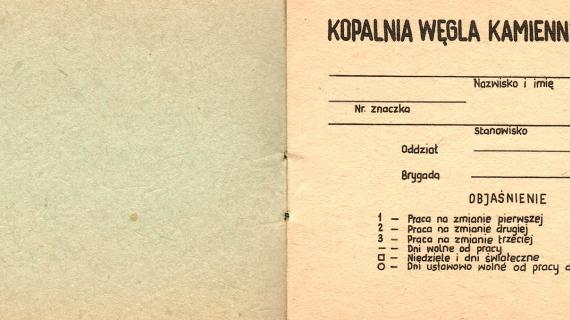 KOPALNIA WĘGLA KAMIENN
Nazwisko i imię
Nr. znaczka
Stanowisko
Oddział
Brygada
OBJAŚNIENIE
1 — Praca na zmianie pierwszej
2 — Praca na zmianie drugiej
3 — Praca na zmianie trzeciej
— — Dni wolne od pracy
□ — Niedziele i dni świąteczne
○ — Dni ustawowo wolne od pracy d